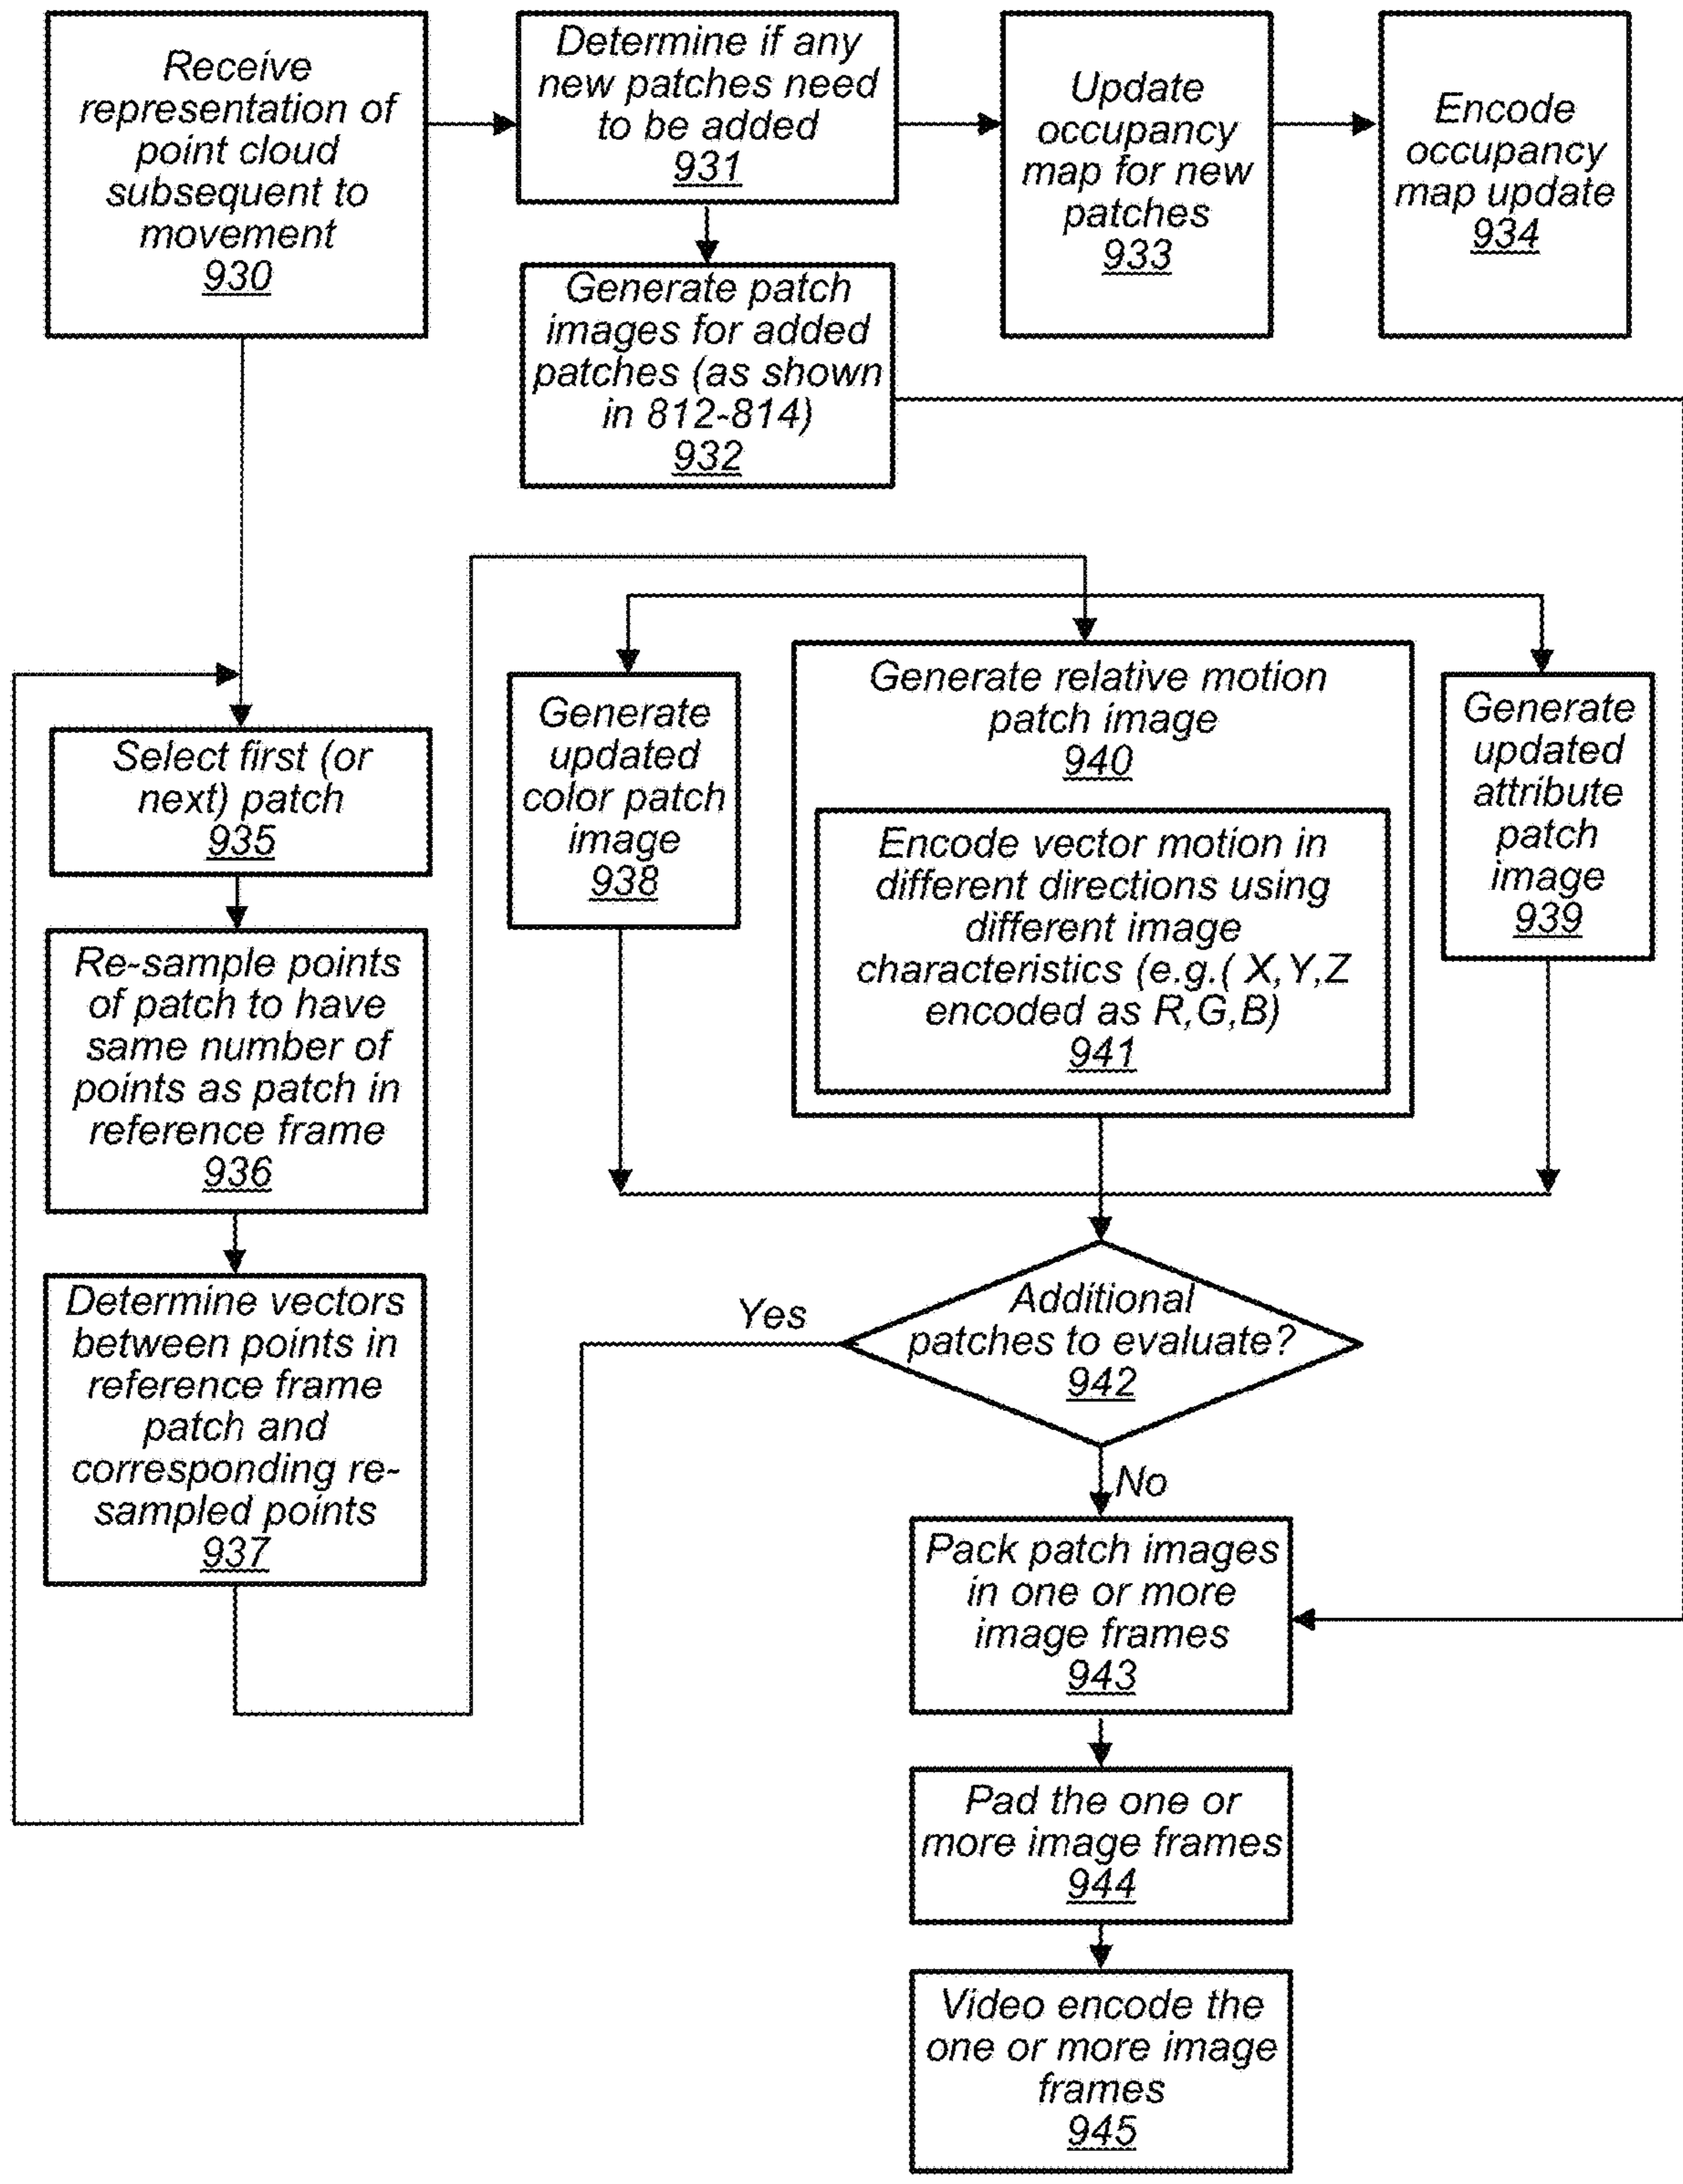 Receive
representation of
point cloud
subsequent to
movement
930
Determine if any
new patches need
to be added
931
Update
occupancy
map for new
patches
933
Encode
occupancy
map update
934
Generate patch
images for added
patches (as shown
in 812-814)
932
Select first (or
next) patch
935
Re-sample points
of patch to have
same number of
points as patch in
reference frame
936
Determine vectors
between points in
reference frame
patch and
corresponding re-
sampled points
937
Generate
updated
color patch
image
938
Generate relative motion
patch image
940
Encode vector motion in
different directions using
different image
characteristics (e.g.( X,Y,Z
encoded as R,G,B)
941
Generate
updated
attribute
patch
image
939
Additional
patches to evaluate?
942
Yes
No
Pack patch images
in one or more
image frames
943
Pad the one or
more image frames
944
Video encode the
one or more image
frames
945